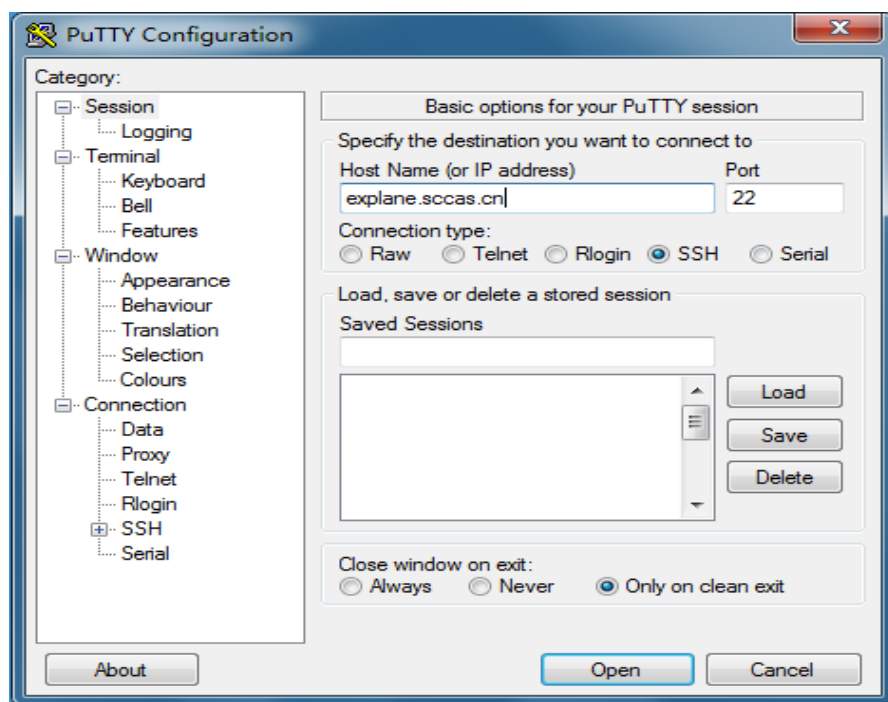 PuTTY Configuration
Category:
Session
Logging
Terminal
Keyboard
Bell
Features
Window
Appearance
Behaviour
Translation
Selection
Colours
Connection
Data
Proxy
Telnet
Rlogin
SSH
Serial
Basic options for your PuTTY session
Specify the destination you want to connect to
Host Name (or IP address) Port
explane.sccas.cn 22
Connection type:
Raw Telnet Rlogin SSH Serial
Load, save or delete a stored session
Saved Sessions
Load
Save
Delete
Close window on exit:
Always Never Only on clean exit
About Open Cancel